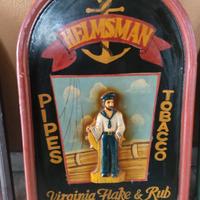 HELMSMAN
PIPES
TOBACCO
Virginia Flake & Rub